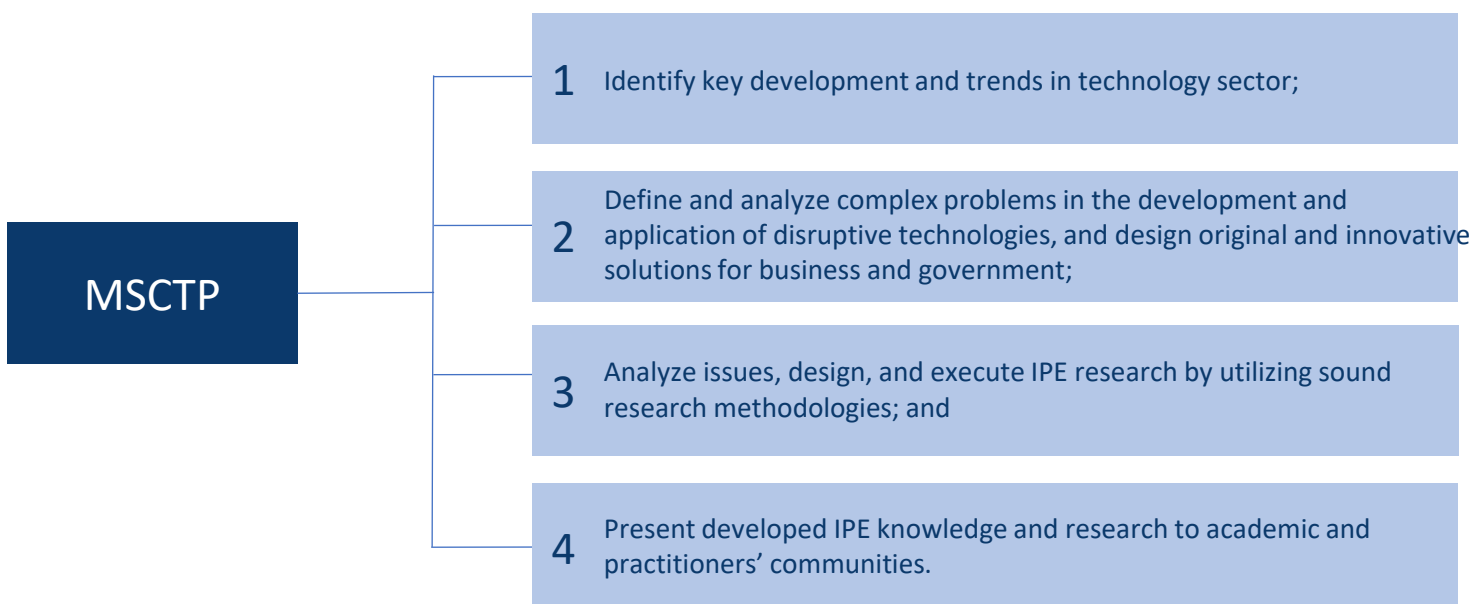 MSCTP
1 Identify key development and trends in technology sector;
2 Define and analyze complex problems in the development and
application of disruptive technologies, and design original and innovative
solutions for business and government;
3 Analyze issues, design, and execute IPE research by utilizing sound
research methodologies; and
4 Present developed IPE knowledge and research to academic and
practitioners’ communities.